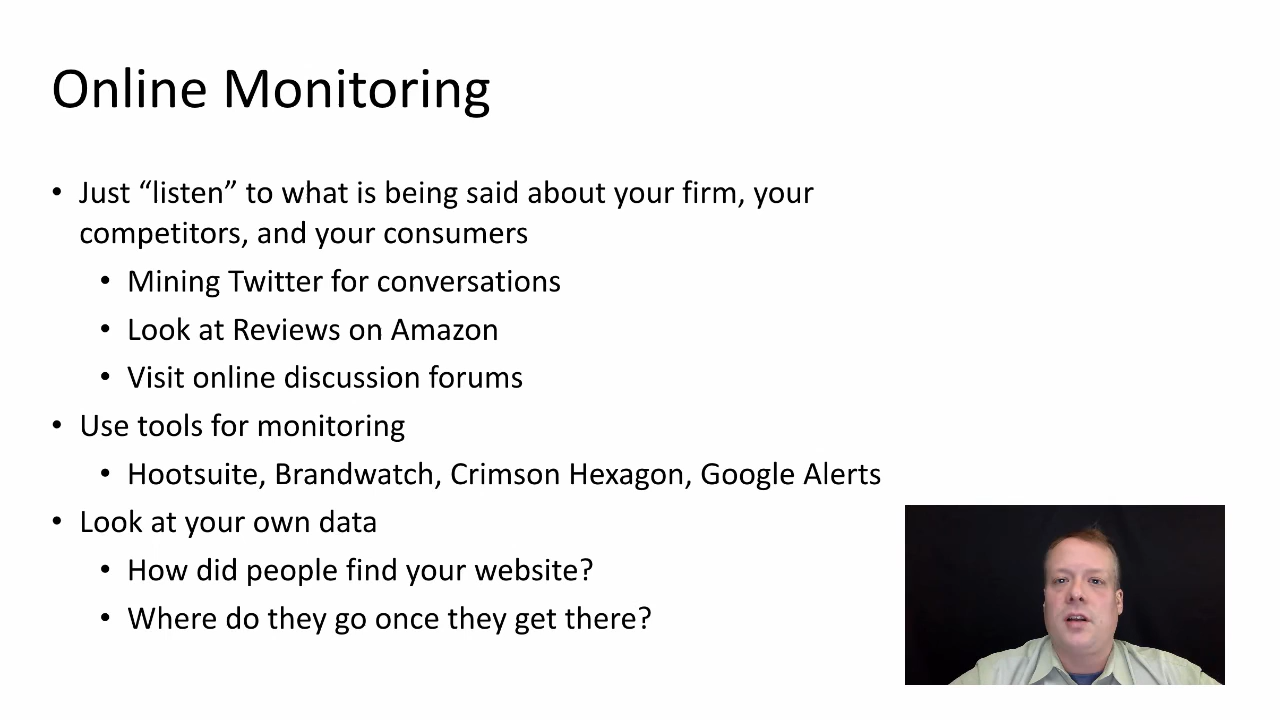 Online Monitoring
• Just “listen” to what is being said about your firm, your
competitors, and your consumers
• Mining Twitter for conversations
• Look at Reviews on Amazon
• Visit online discussion forums
• Use tools for monitoring
• Hootsuite, Brandwatch, Crimson Hexagon, Google Alerts
• Look at your own data
• How did people find your website?
• Where do they go once they get there?